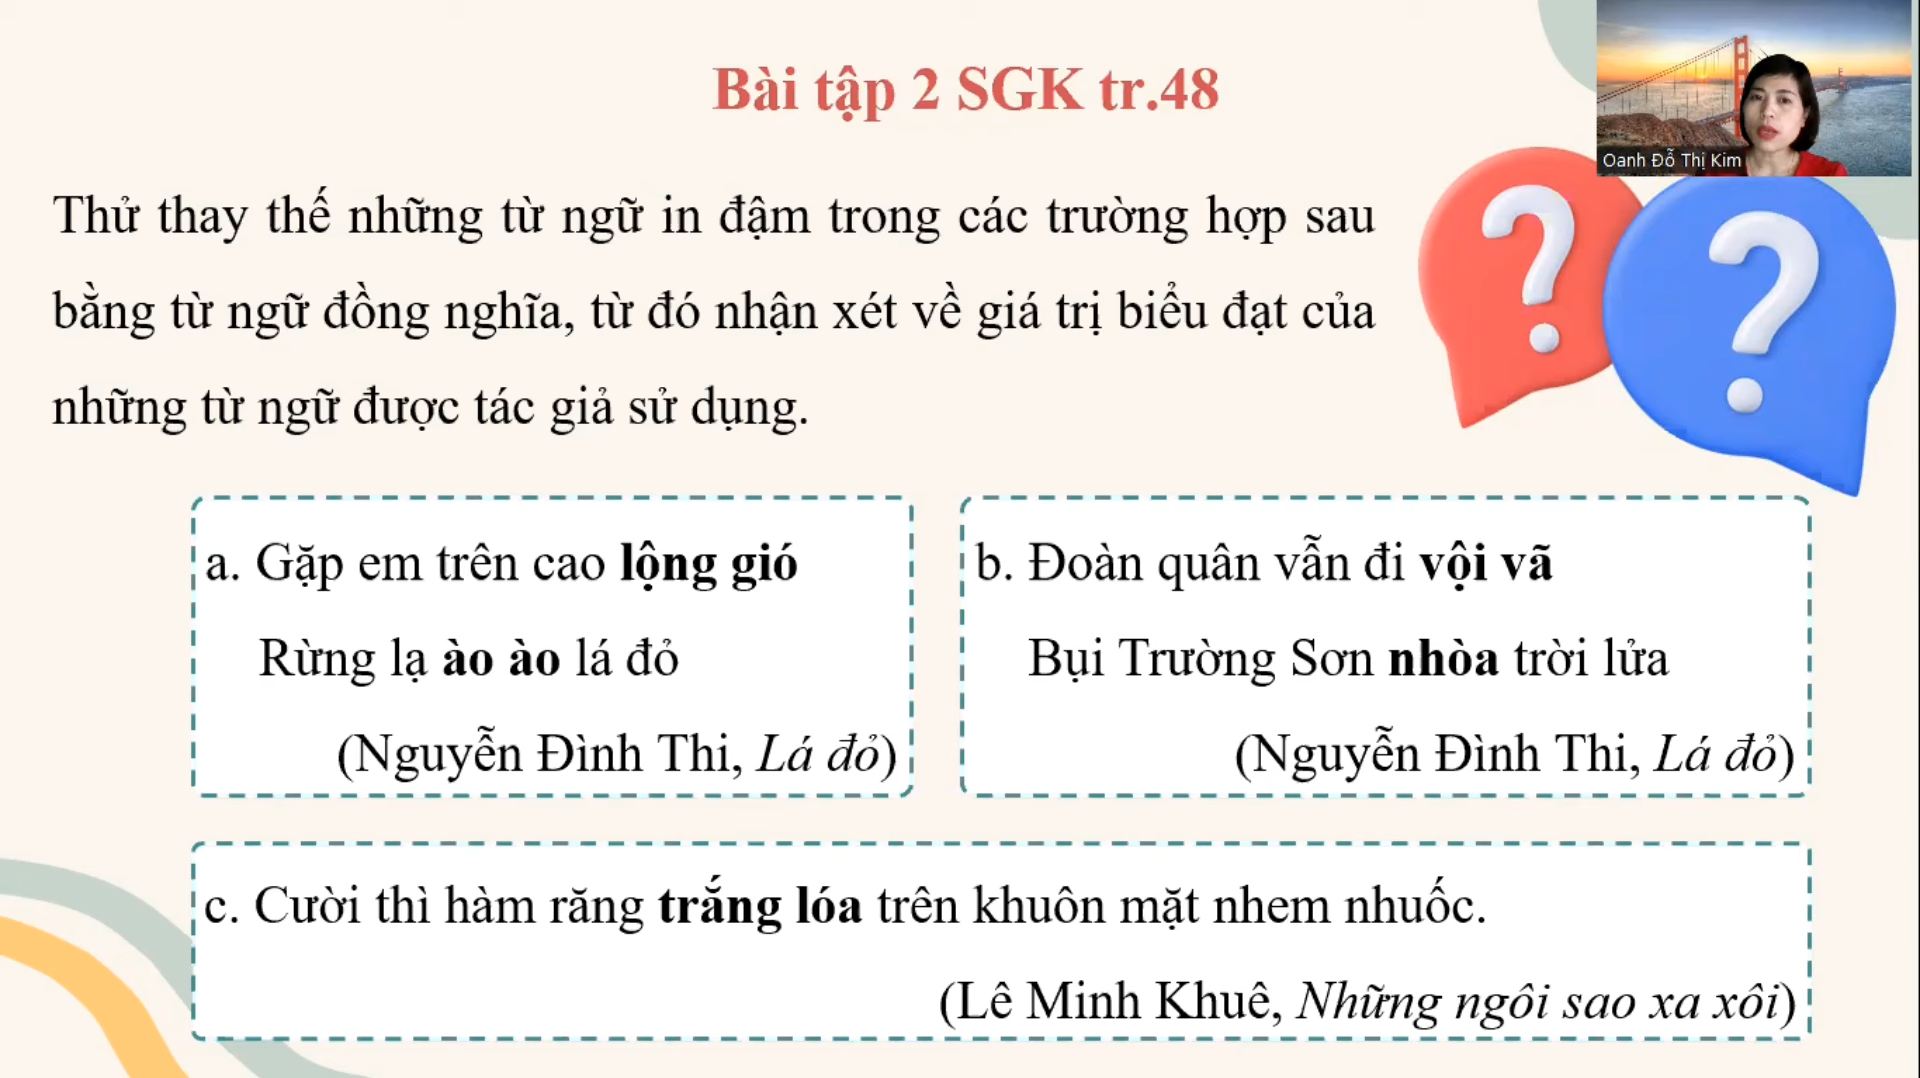 Bài tập 2 SGK tr.48
Oanh Đỗ Thị Kim
Thử thay thế những từ ngữ in đậm trong các trường hợp sau
bằng từ ngữ đồng nghĩa, từ đó nhận xét về giá trị biểu đạt của
những từ ngữ được tác giả sử dụng.
a. Gặp em trên cao lộng gió
Rừng lạ ào ào lá đỏ
(Nguyễn Đình Thi, Lá đỏ)
b. Đoàn quân vẫn đi vội vã
Bụi Trường Sơn nhòa trời lửa
(Nguyễn Đình Thi, Lá đỏ)
c. Cười thì hàm răng trắng lóa trên khuôn mặt nhem nhuốc.
(Lê Minh Khuê, Những ngôi sao xa xôi)